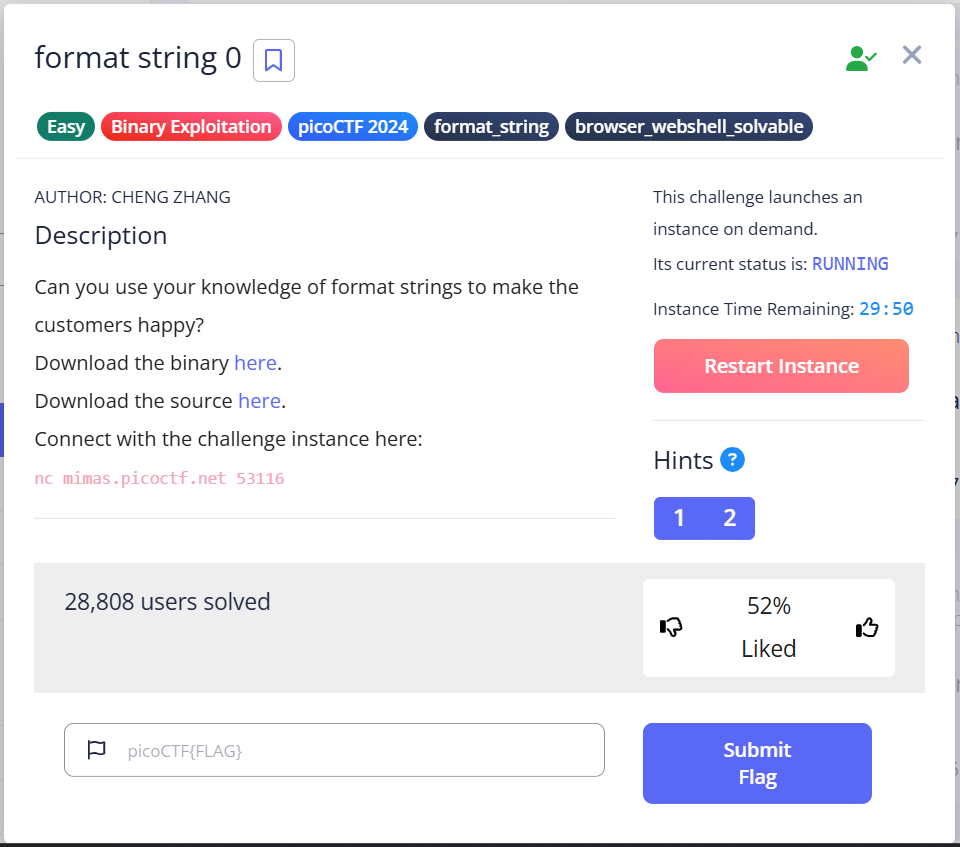 format string 0
Easy Binary Exploitation picoCTF 2024 format_string browser_webshell_solvable
AUTHOR: CHENG ZHANG
Description
Can you use your knowledge of format strings to make the
customers happy?
Download the binary here.
Download the source here.
Connect with the challenge instance here:
nc mimas.picoctf.net 53116
This challenge launches an
instance on demand.
Its current status is: RUNNING
Instance Time Remaining: 29:50
Restart Instance
Hints ?
1 2
28,808 users solved
52%
Liked
picoCTF{FLAG}
Submit
Flag